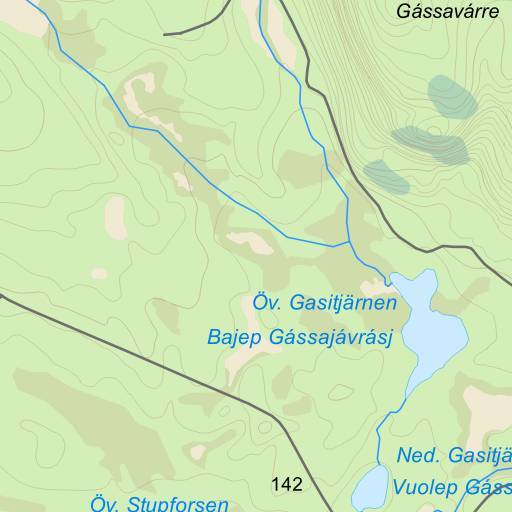 Gássavárre
Öv. Gasitjärnen
Bajep Gássajávrásj
Ned. Gasitjä
Vuolep Gáss
142
Öv. Stupforsen